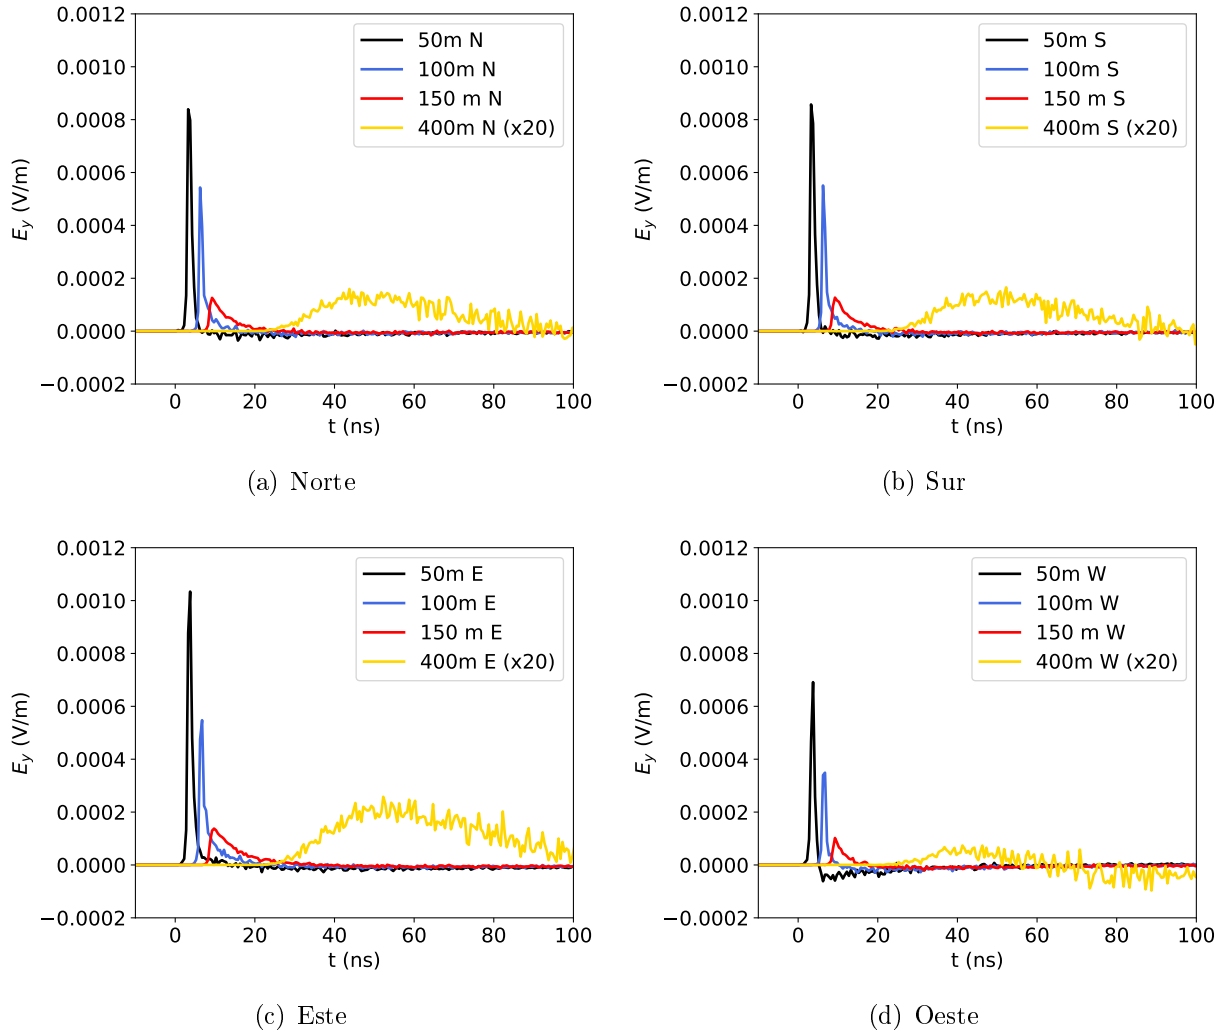 0.0012
0.0010
0.0008
0.0006
0.0004
0.0002
0.0000
−0.0002
E_y (V/m)
0 20 40 60 80 100
t (ns)
50m N
100m N
150 m N
400m N (x20)
(a) Norte
0.0012
0.0010
0.0008
0.0006
0.0004
0.0002
0.0000
−0.0002
E_y (V/m)
0 20 40 60 80 100
t (ns)
50m S
100m S
150 m S
400m S (x20)
(b) Sur
0.0012
0.0010
0.0008
0.0006
0.0004
0.0002
0.0000
−0.0002
E_y (V/m)
0 20 40 60 80 100
t (ns)
50m E
100m E
150 m E
400m E (x20)
(c) Este
0.0012
0.0010
0.0008
0.0006
0.0004
0.0002
0.0000
−0.0002
E_y (V/m)
0 20 40 60 80 100
t (ns)
50m W
100m W
150 m W
400m W (x20)
(d) Oeste